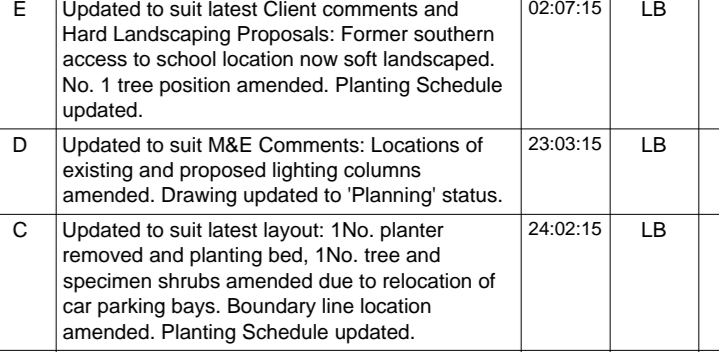 E Updated to suit latest Client comments and 02:07:15 LB
Hard Landscaping Proposals: Former southern
access to school location now soft landscaped.
No. 1 tree position amended. Planting Schedule
updated.
D Updated to suit M&E Comments: Locations of 23:03:15 LB
existing and proposed lighting columns
amended. Drawing updated to 'Planning' status.
C Updated to suit latest layout: 1No. planter 24:02:15 LB
removed and planting bed, 1No. tree and
specimen shrubs amended due to relocation of
car parking bays. Boundary line location
amended. Planting Schedule updated.